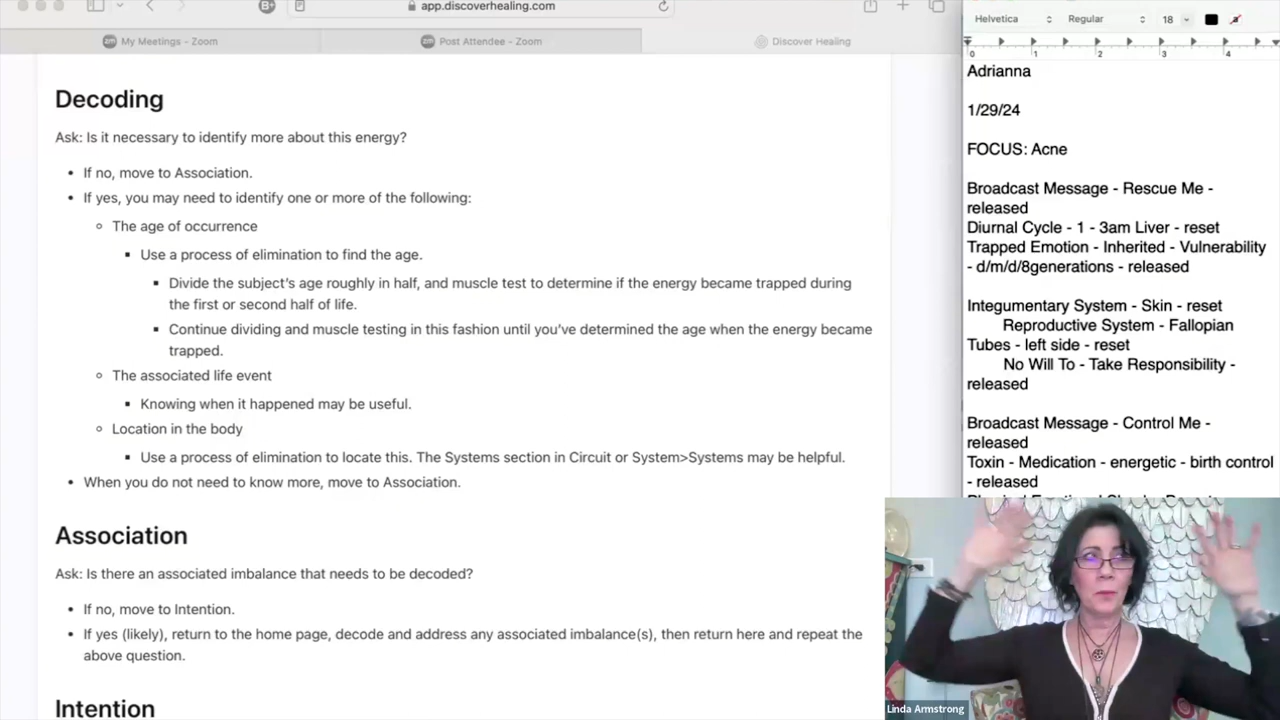 app.discoverhealing.com
My Meetings – Zoom
Post Attendee - Zoom
Discover Healing
Decoding
Ask: Is it necessary to identify more about this energy?
• If no, move to Association.
• If yes, you may need to identify one or more of the following:
The age of occurrence
Use a process of elimination to find the age.
Divide the subject's age roughly in half, and muscle test to determine if the energy became trapped during
the first or second half of life.
Continue dividing and muscle testing in this fashion until you've determined the age when the energy became
trapped.
The associated life event
Knowing when it happened may be useful.
Location in the body
Use a process of elimination to locate this. The Systems section in Circuit or System>Systems may be helpful.
• When you do not need to know more, move to Association.
Association
Ask: Is there an associated imbalance that needs to be decoded?
• If no, move to Intention.
• If yes (likely), return to the home page, decode and address any associated imbalance(s), then return here and repeat the
above question.
Intention
Helvetica
Regular
18
0 1 2 3 4
Adrianna
1/29/24
FOCUS: Acne
Broadcast Message - Rescue Me -
released
Diurnal Cycle - 1 - 3am Liver - reset
Trapped Emotion - Inherited - Vulnerability
- d/m/d/8generations - released
Integumentary System - Skin - reset
Reproductive System - Fallopian
Tubes - left side - reset
No Will To - Take Responsibility -
released
Broadcast Message - Control Me -
released
Toxin - Medication - energetic - birth control
- released
Linda Armstrong